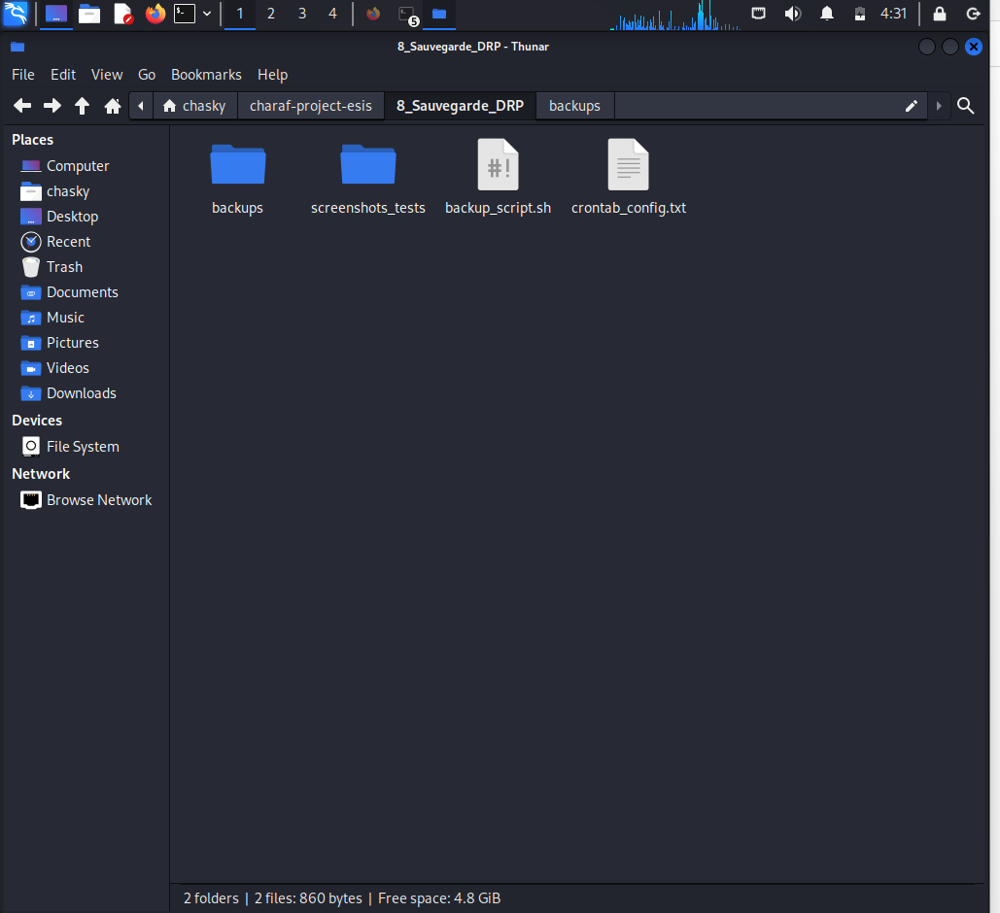 1 2 3 4 5 4:31
8_Sauvegarde_DRP - Thunar
File Edit View Go Bookmarks Help
chasky charaf-project-esis 8_Sauvegarde_DRP backups
Places
Computer
chasky
Desktop
Recent
Trash
Documents
Music
Pictures
Videos
Downloads
Devices
File System
Network
Browse Network
#!
backups screenshots_tests backup_script.sh crontab_config.txt
2 folders | 2 files: 860 bytes | Free space: 4.8 GiB